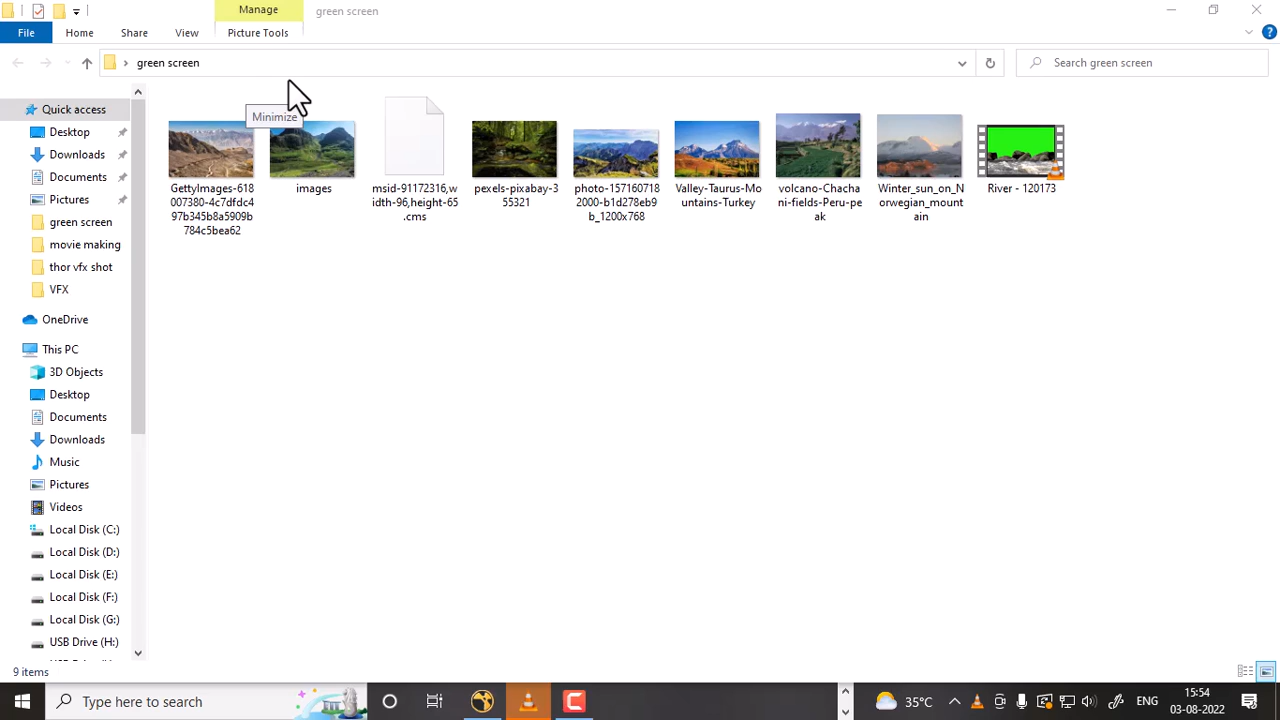 Manage
green screen
File
Home
Share
View
Picture Tools
green screen
Search green screen
Minimize
Quick access
Desktop
Downloads
Documents
Pictures
green screen
movie making
thor vfx shot
VFX
OneDrive
This PC
3D Objects
Desktop
Documents
Downloads
Music
Pictures
Videos
Local Disk (C:)
Local Disk (D:)
Local Disk (E:)
Local Disk (F:)
Local Disk (G:)
USB Drive (H:)
GettyImages-618
007380-4c7dfdc4
97b345b8a5909b
784c5bea62
images
msid-91172316,w
idth-96,height-65
.cms
pexels-pixabay-3
55321
photo-157160718
2000-b1d278eb9
b_1200x768
Valley-Taurus-Mo
untains-Turkey
volcano-Chacha
ni-fields-Peru-pe
ak
Winter_sun_on_N
orwegian_mount
ain
River - 120173
9 items
Type here to search
35°C
ENG
15:54
03-08-2022